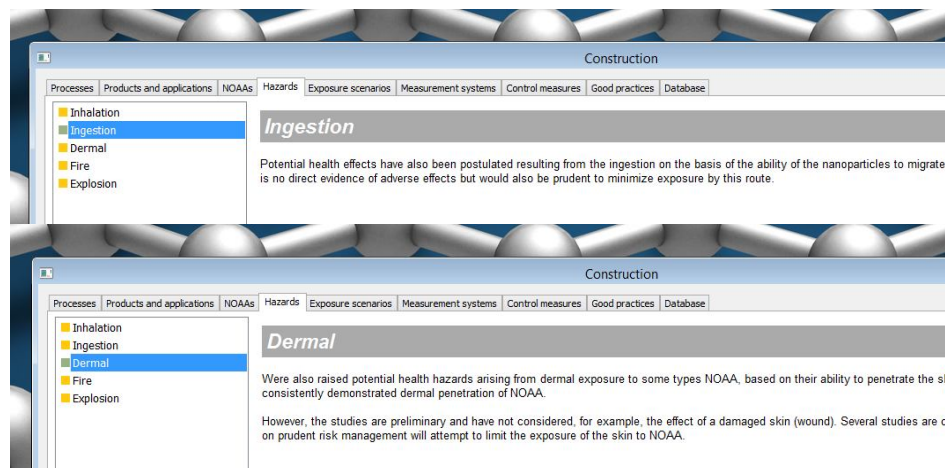 Construction
Processes Products and applications NOAAs Hazards Exposure scenarios Measurement systems Control measures Good practices Database
Inhalation
Ingestion
Dermal
Fire
Explosion
Ingestion
Potential health effects have also been postulated resulting from the ingestion on the basis of the ability of the nanoparticles to migrate
is no direct evidence of adverse effects but would also be prudent to minimize exposure by this route.
Construction
Processes Products and applications NOAAs Hazards Exposure scenarios Measurement systems Control measures Good practices Database
Inhalation
Ingestion
Dermal
Fire
Explosion
Dermal
Were also raised potential health hazards arising from dermal exposure to some types NOAA, based on their ability to penetrate the
consistently demonstrated dermal penetration of NOAA.
However, the studies are preliminary and have not considered, for example, the effect of a damaged skin (wound). Several studies are
on prudent risk management will attempt to limit the exposure of the skin to NOAA.